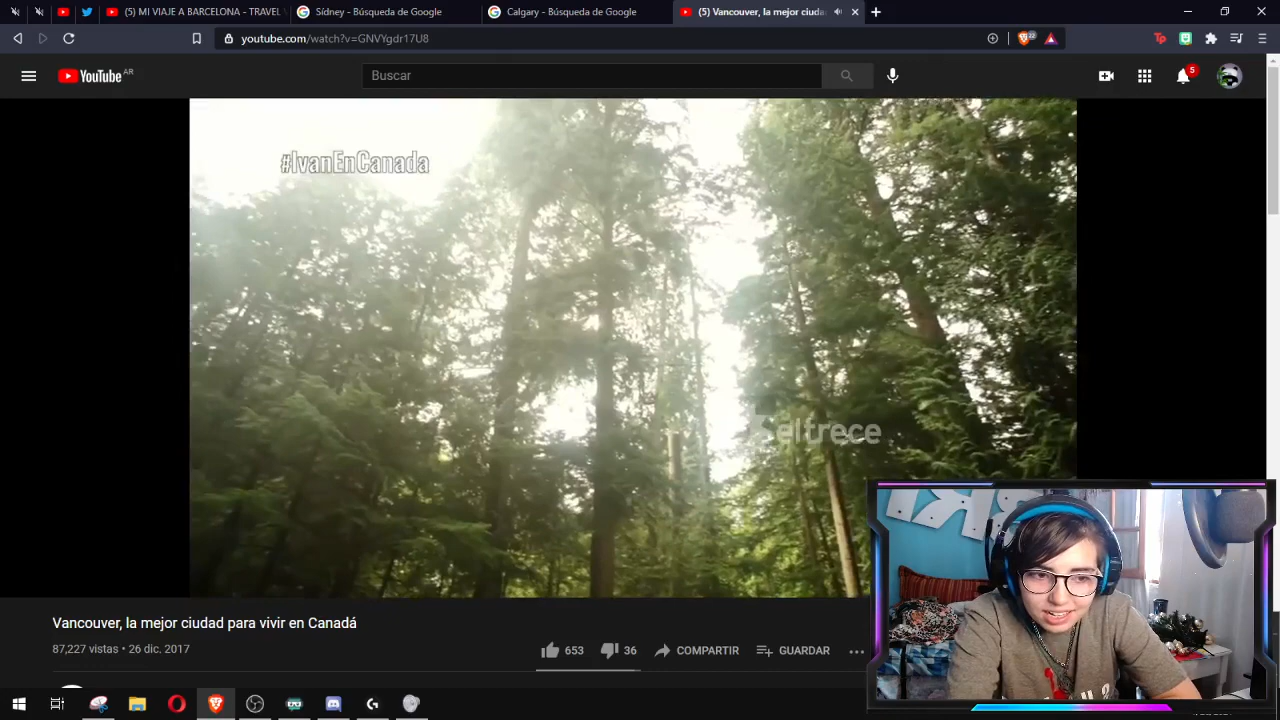 (5) MI VIAJE A BARCELONA - TRAVEL
Sídney - Búsqueda de Google
Calgary - Búsqueda de Google
(5) Vancouver, la mejor ciuda
youtube.com/watch?v=GNVYgdr17U8
22
YouTube AR
Buscar
5
#IvanEnCanada
eltrece
Vancouver, la mejor ciudad para vivir en Canadá
87,227 vistas • 26 dic. 2017
653
36
COMPARTIR
GUARDAR